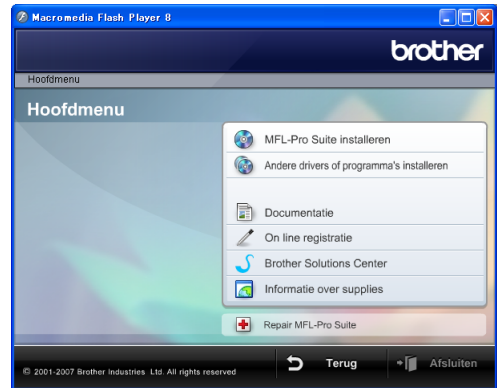 Macromedia Flash Player 8
brother
Hoofdmenu
Hoofdmenu
MFL-Pro Suite installeren
Andere drivers of programma's installeren
Documentatie
On line registratie
Brother Solutions Center
Informatie over supplies
Repair MFL-Pro Suite
© 2001-2007 Brother Industries Ltd. All rights reserved
Terug
Afsluiten